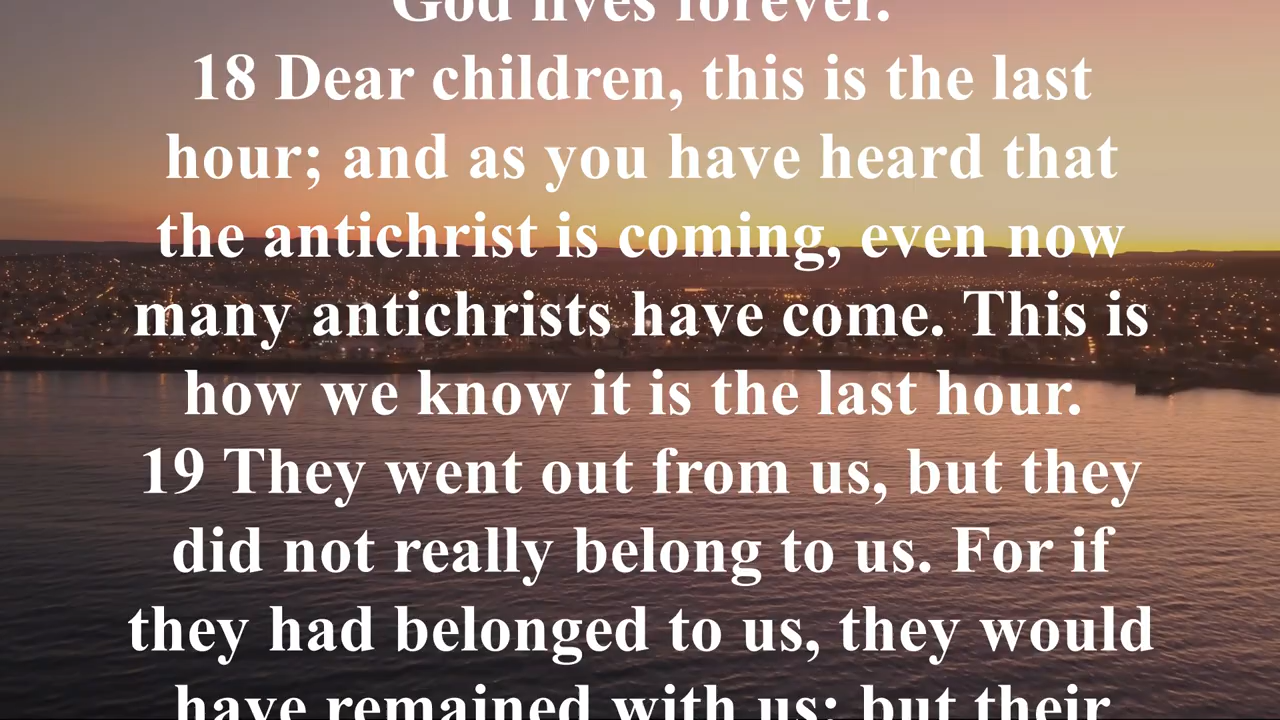 God lives forever.
18 Dear children, this is the last
hour; and as you have heard that
the antichrist is coming, even now
many antichrists have come. This is
how we know it is the last hour.
19 They went out from us, but they
did not really belong to us. For if
they had belonged to us, they would
have remained with us; but their